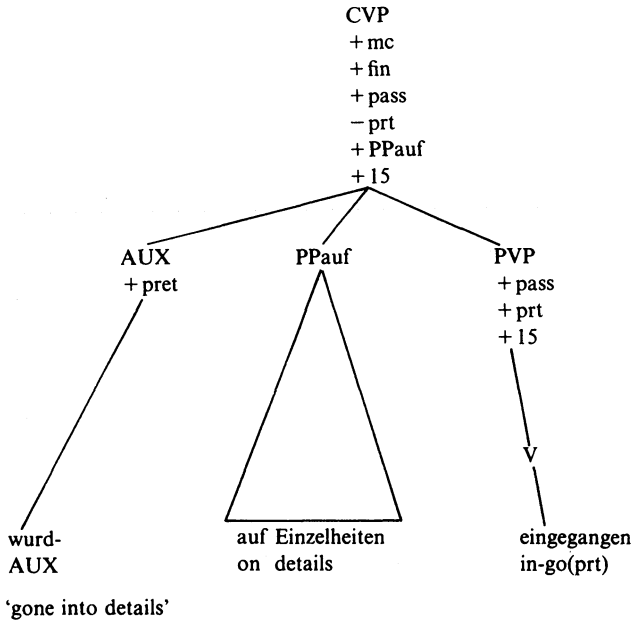 CVP
+ mc
+ fin
+ pass
− prt
+ PPauf
+ 15
AUX PPauf PVP
+ pret + pass
+ prt
+ 15
V
wurd- auf Einzelheiten eingegangen
AUX on details in-go(prt)
'gone into details'